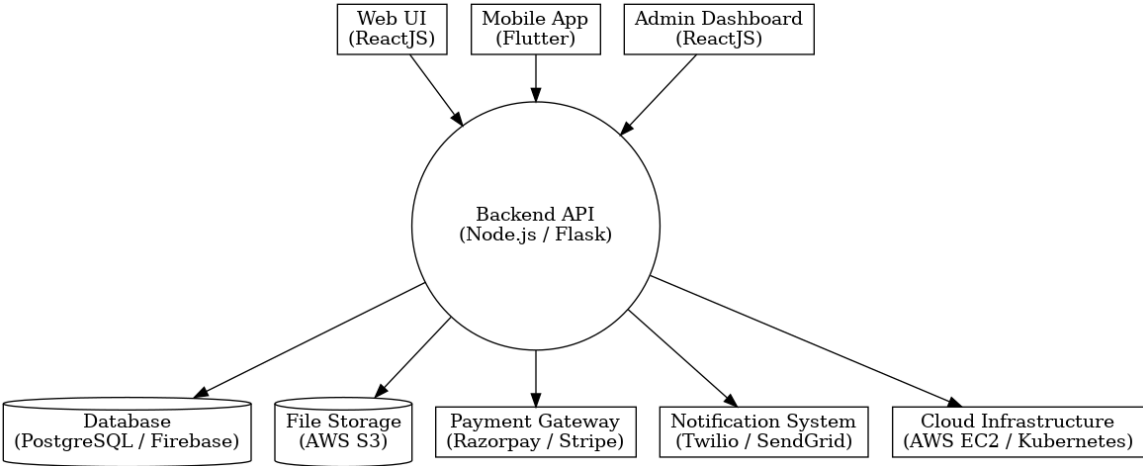 Web UI
(ReactJS)
Mobile App
(Flutter)
Admin Dashboard
(ReactJS)
Backend API
(Node.js / Flask)
Database
(PostgreSQL / Firebase)
File Storage
(AWS S3)
Payment Gateway
(Razorpay / Stripe)
Notification System
(Twilio / SendGrid)
Cloud Infrastructure
(AWS EC2 / Kubernetes)